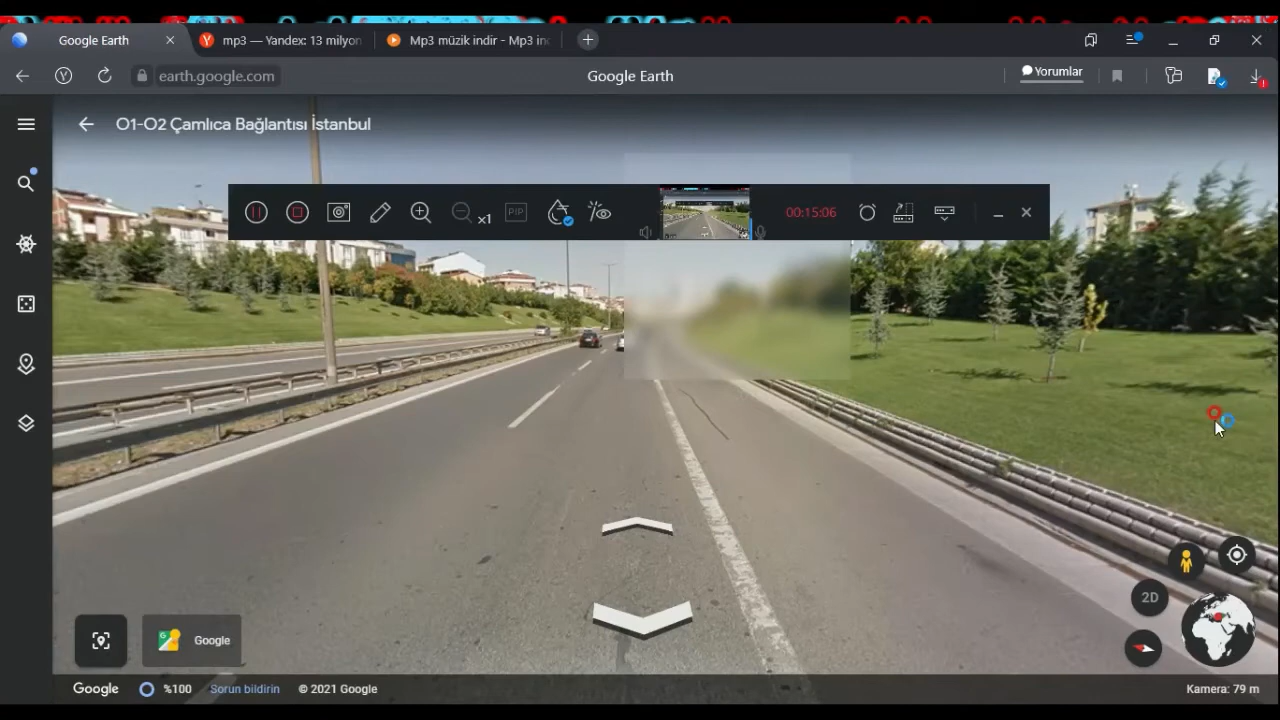 Google Earth
mp3 — Yandex: 13 milyon
Mp3 müzik indir - Mp3 in
earth.google.com
Google Earth
Yorumlar
O1-O2 Çamlıca Bağlantısı İstanbul
x1
PIP
00:15:06
2D
Google
Google
%100
Sorun bildirin
© 2021 Google
Kamera: 79 m